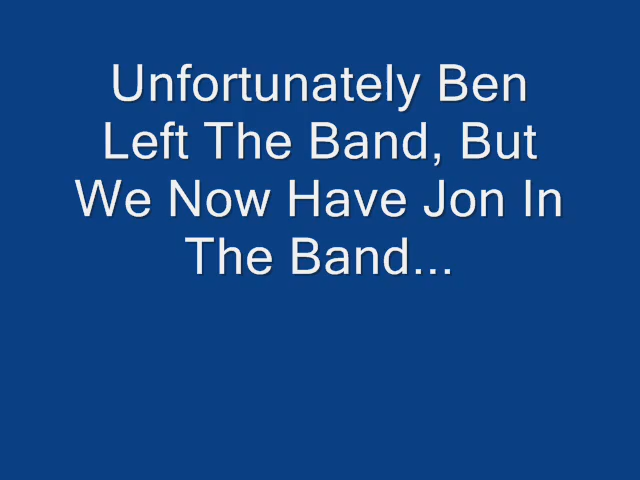 Unfortunately Ben
Left The Band, But
We Now Have Jon In
The Band...